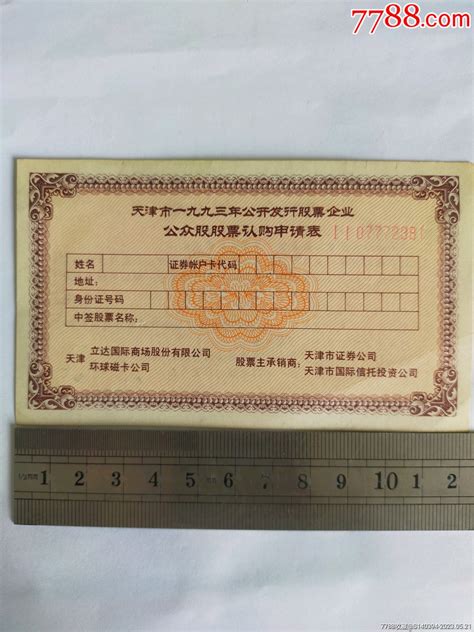 7788.com
天津市一九九三年公开发行股票企业
公众股股票认购申请表
110772391
姓名 证券帐户卡代码
地址:
身份证号码
中签股票名称:
天津 立达国际商场股份有限公司 股票主承销商: 天津市证券公司
环球磁卡公司 天津市国际信托投资公司
1 2 3 4 5 6 7 8 9 10 1 2